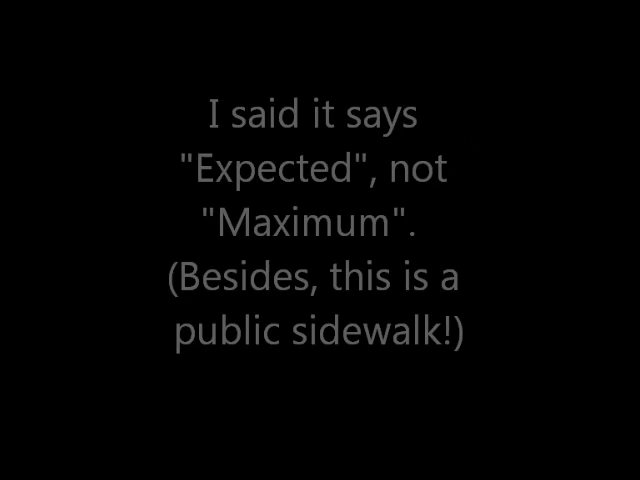 I said it says
"Expected", not
"Maximum".
(Besides, this is a
public sidewalk!)